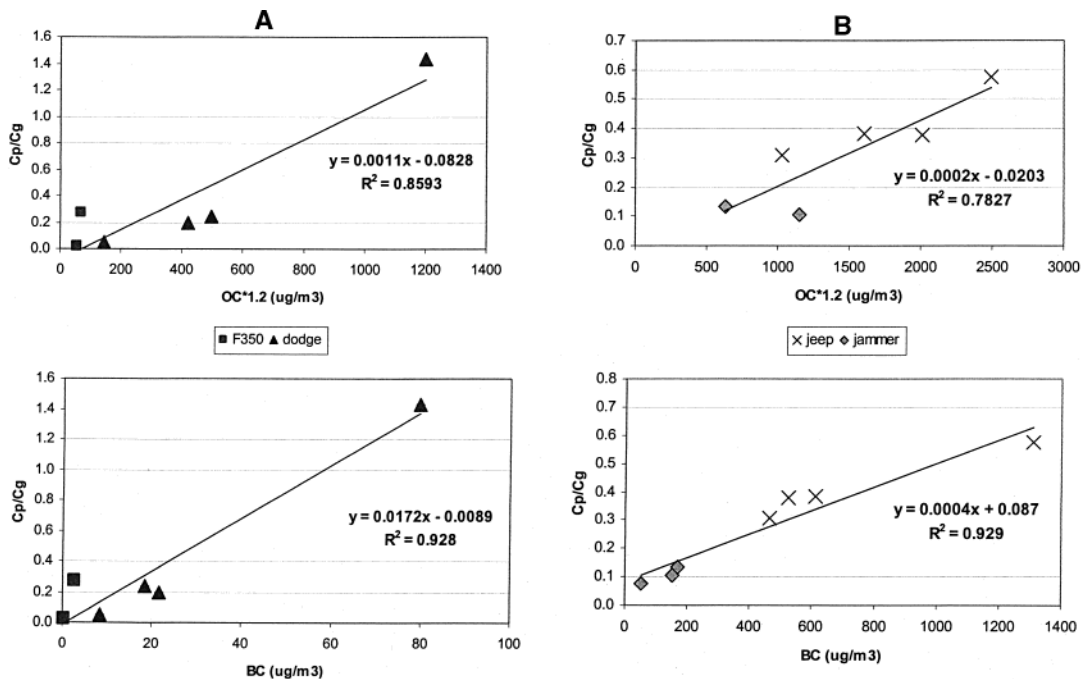 A
1.6
1.4
1.2
1.0
0.8
0.6
0.4
0.2
0.0
Cp/Cg
y = 0.0011x - 0.0828
R² = 0.8593
0 200 400 600 800 1000 1200 1400
OC*1.2 (ug/m3)
F350 dodge
1.6
1.4
1.2
1.0
0.8
0.6
0.4
0.2
0.0
Cp/Cg
y = 0.0172x - 0.0089
R² = 0.928
0 20 40 60 80 100
BC (ug/m3)
B
0.7
0.6
0.5
0.4
0.3
0.2
0.1
0.0
Cp/Cg
y = 0.0002x - 0.0203
R² = 0.7827
0 500 1000 1500 2000 2500 3000
OC*1.2 (ug/m3)
jeep jammer
0.8
0.7
0.6
0.5
0.4
0.3
0.2
0.1
0.0
Cp/Cg
y = 0.0004x + 0.087
R² = 0.929
0 200 400 600 800 1000 1200 1400
BC (ug/m3)